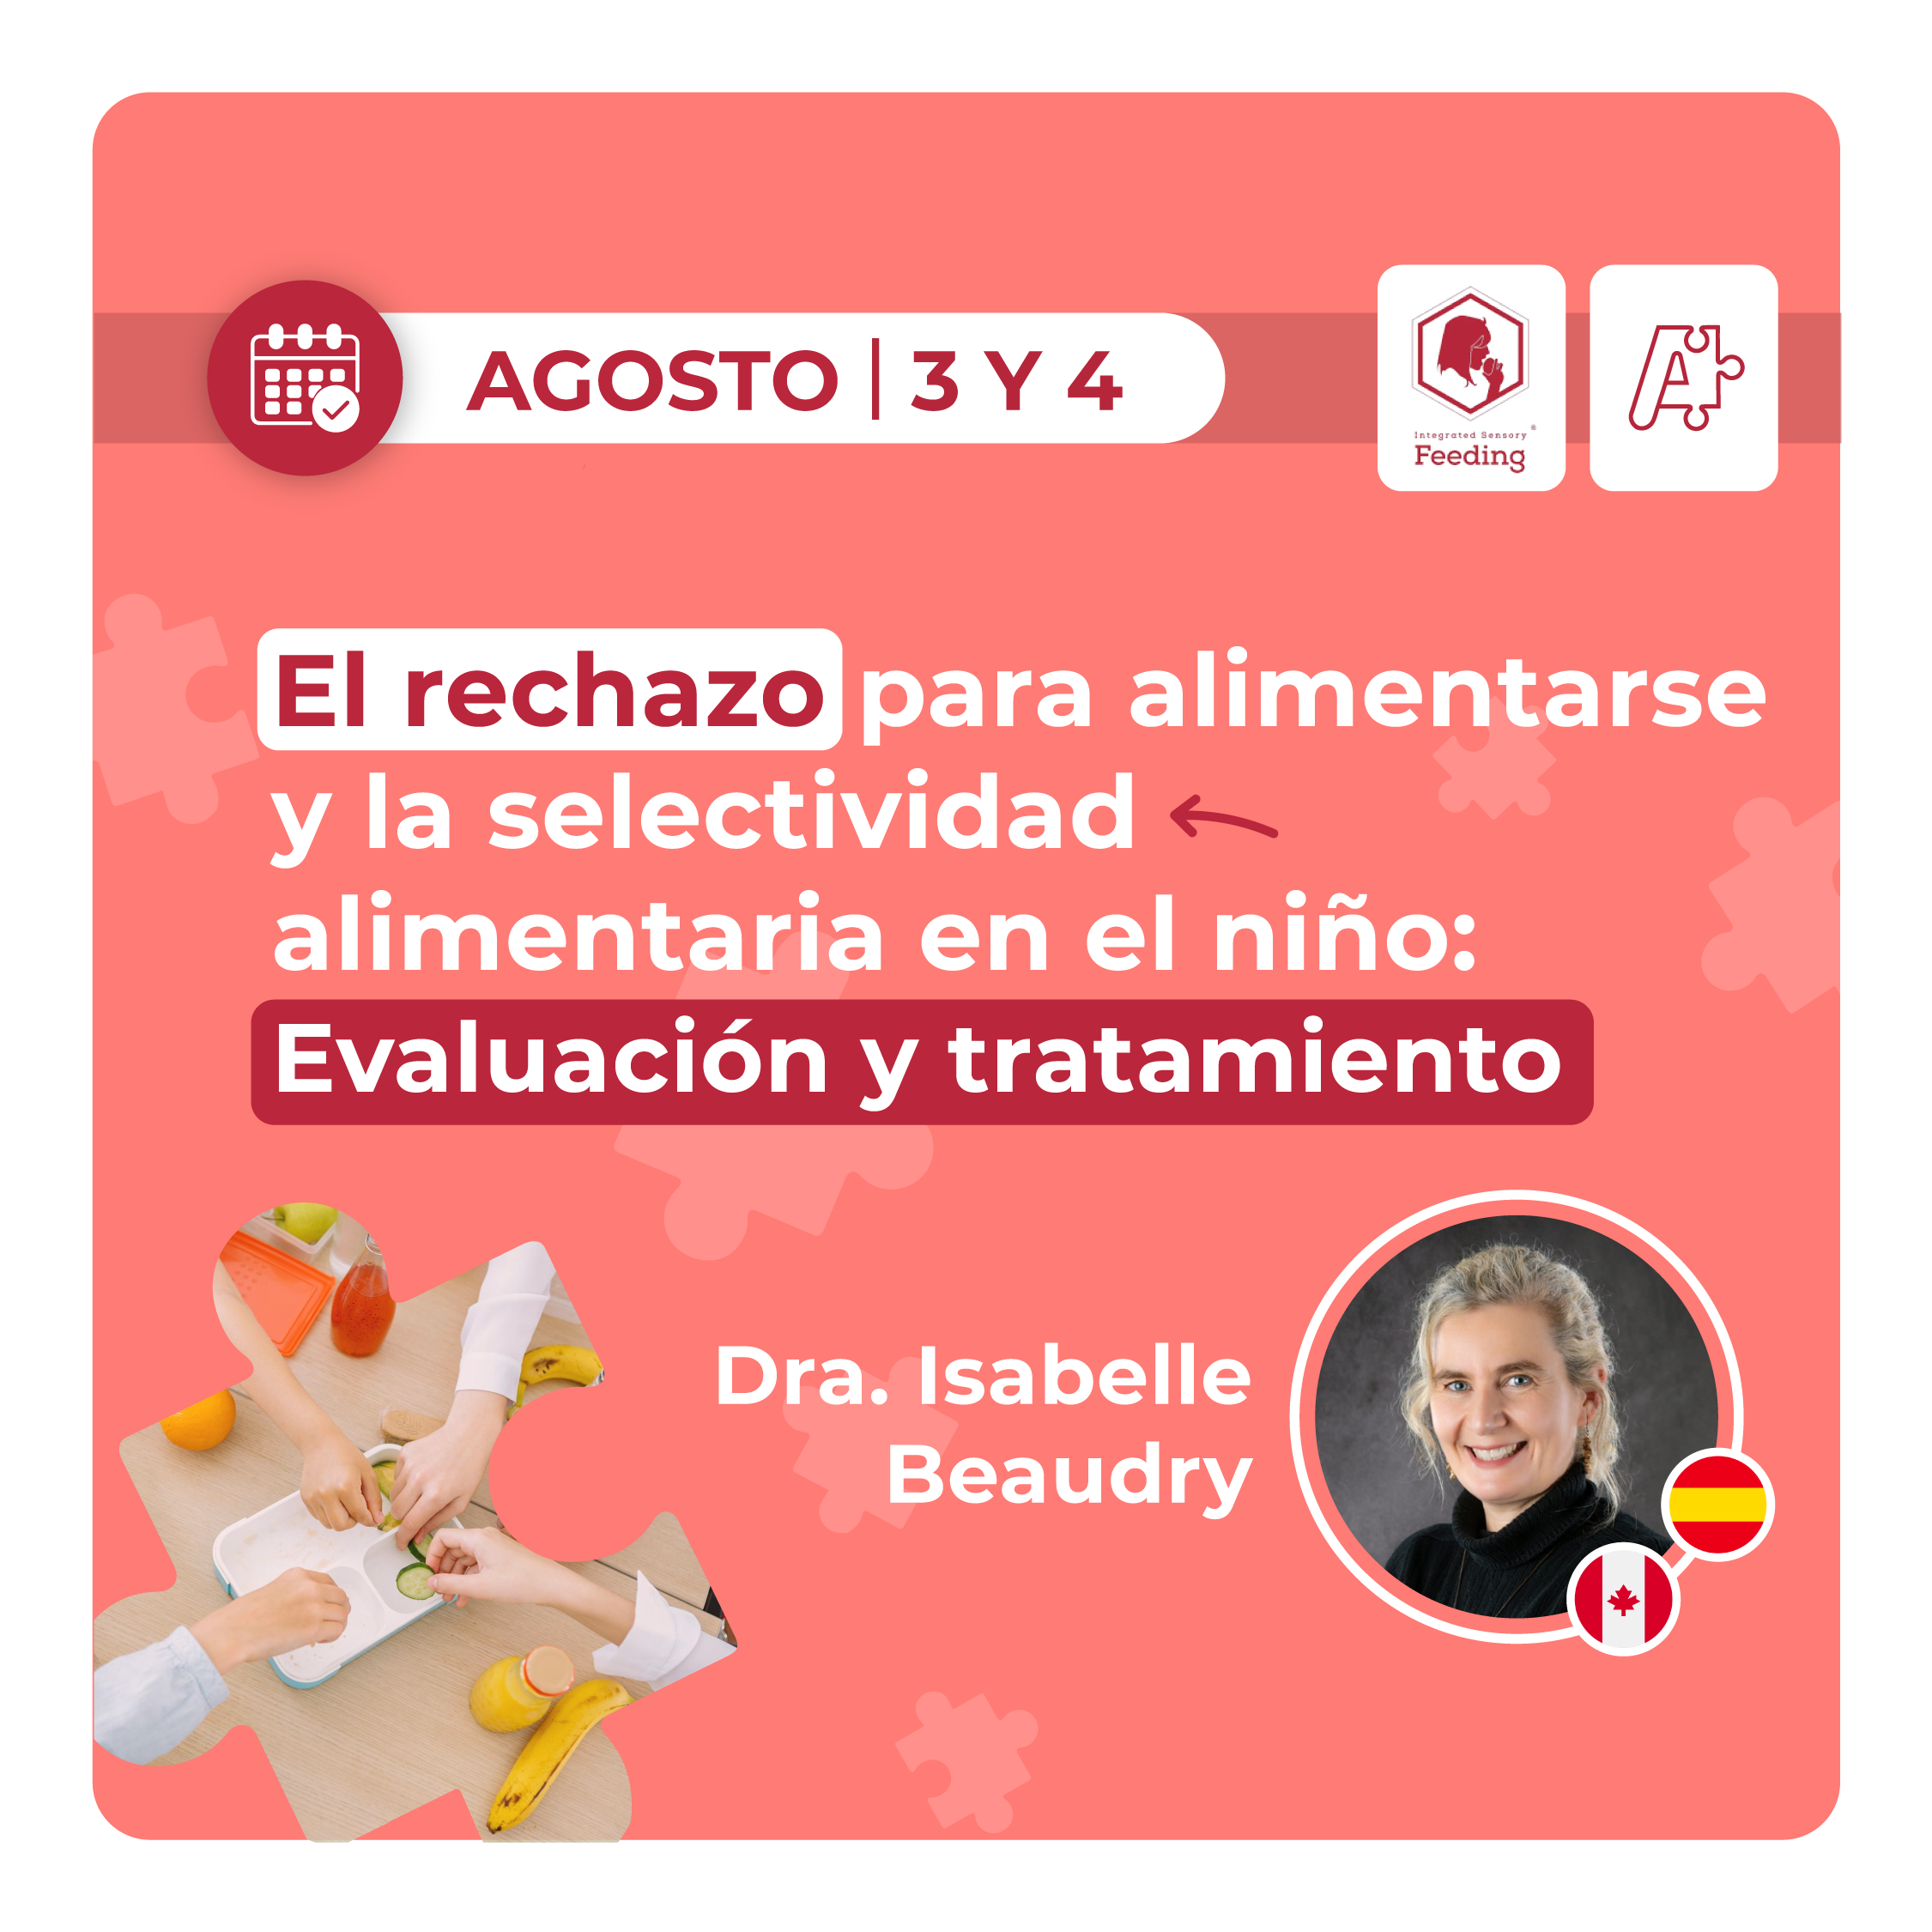 AGOSTO | 3 Y 4
Integrated Sensory ®
Feeding
A
El rechazo para alimentarse
y la selectividad
alimentaria en el niño:
Evaluación y tratamiento
Dra. Isabelle
Beaudry